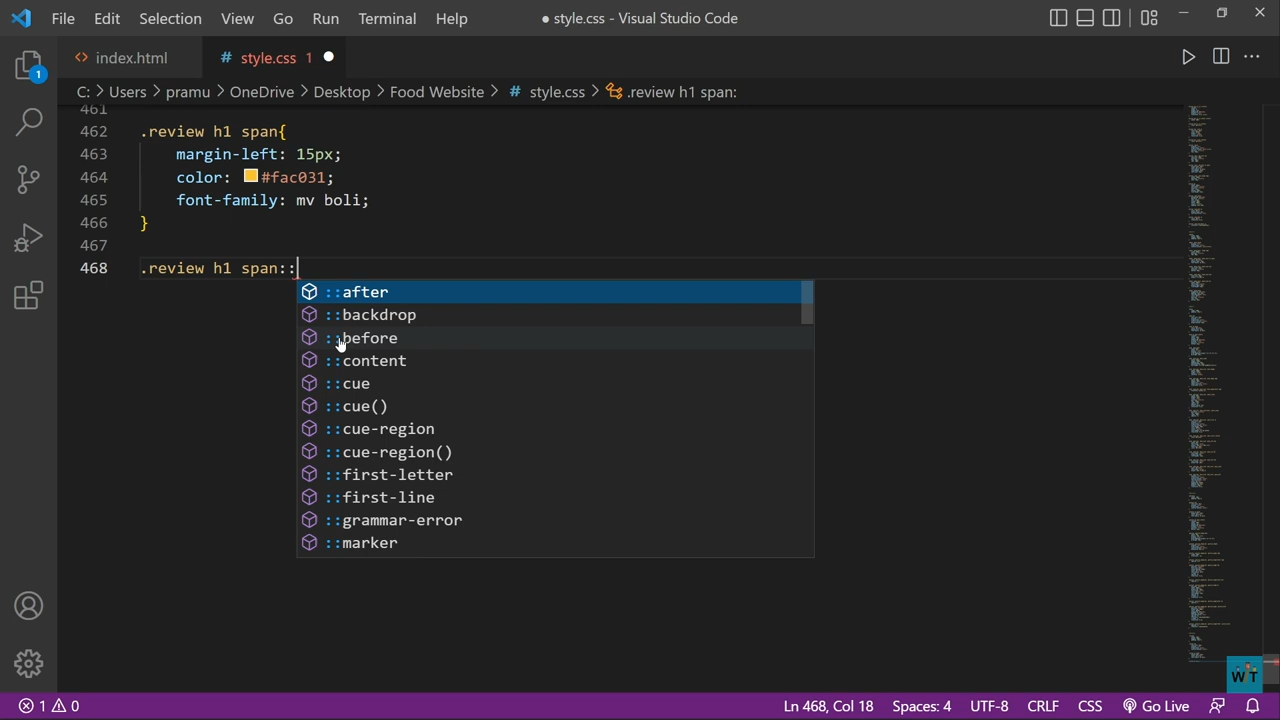 File Edit Selection View Go Run Terminal Help ● style.css - Visual Studio Code
1
<> index.html # style.css 1
C: > Users > pramu > OneDrive > Desktop > Food Website > # style.css > .review h1 span:
461
462 .review h1 span{
463 margin-left: 15px;
464 color: #fac031;
465 font-family: mv boli;
466 }
467
468 .review h1 span::
::after
::backdrop
::before
::content
::cue
::cue()
::cue-region
::cue-region()
::first-letter
::first-line
::grammar-error
::marker
WT
1 0 Ln 468, Col 18 Spaces: 4 UTF-8 CRLF CSS Go Live